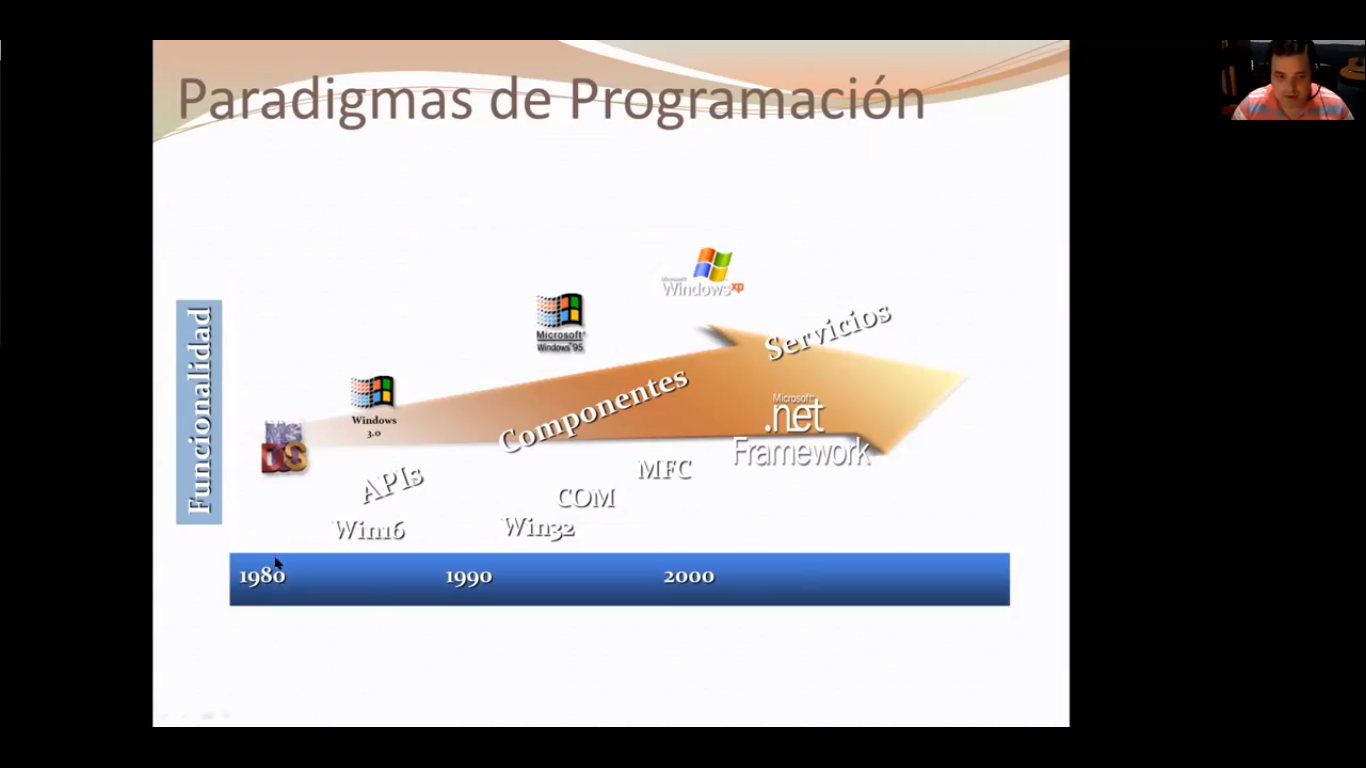 Paradigmas de Programación
Microsoft
Windows xp
Microsoft
Windows 95
Servicios
Funcionalidad
Windows
3.0
Componentes
Microsoft
.net
Framework
MS
DOS
APIs
MFC
COM
Win16
Win32
1980
1990
2000